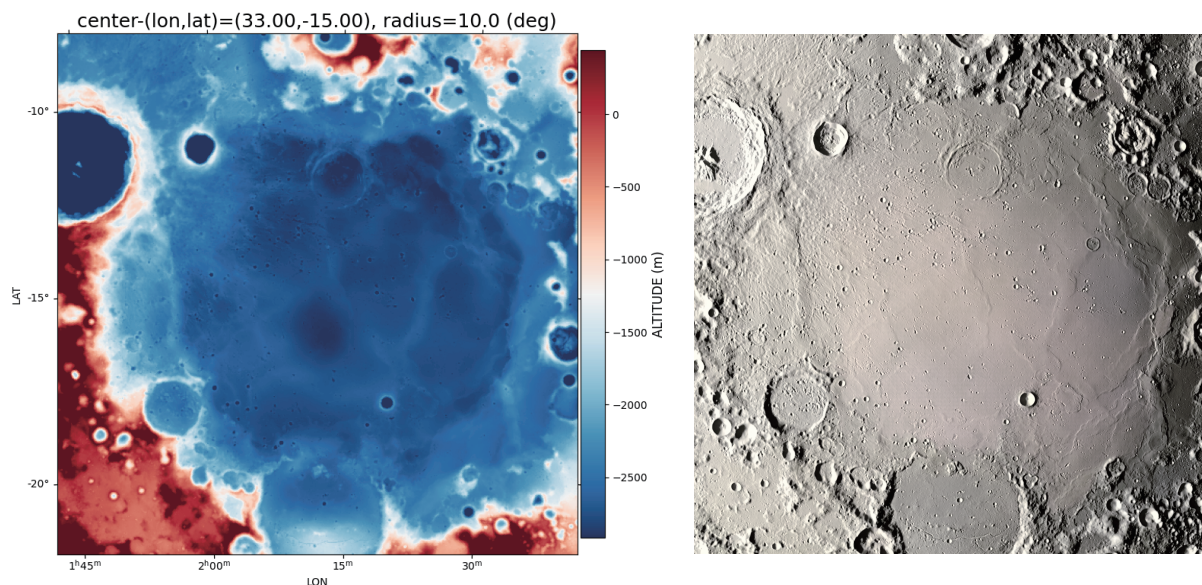 center-(lon,lat)=(33.00,-15.00), radius=10.0 (deg)
-10°
-15°
-20°
LAT
1ʰ45ᵐ
2ʰ00ᵐ
15ᵐ
30ᵐ
LON
0
−500
−1000
−1500
−2000
−2500
ALTITUDE (m)